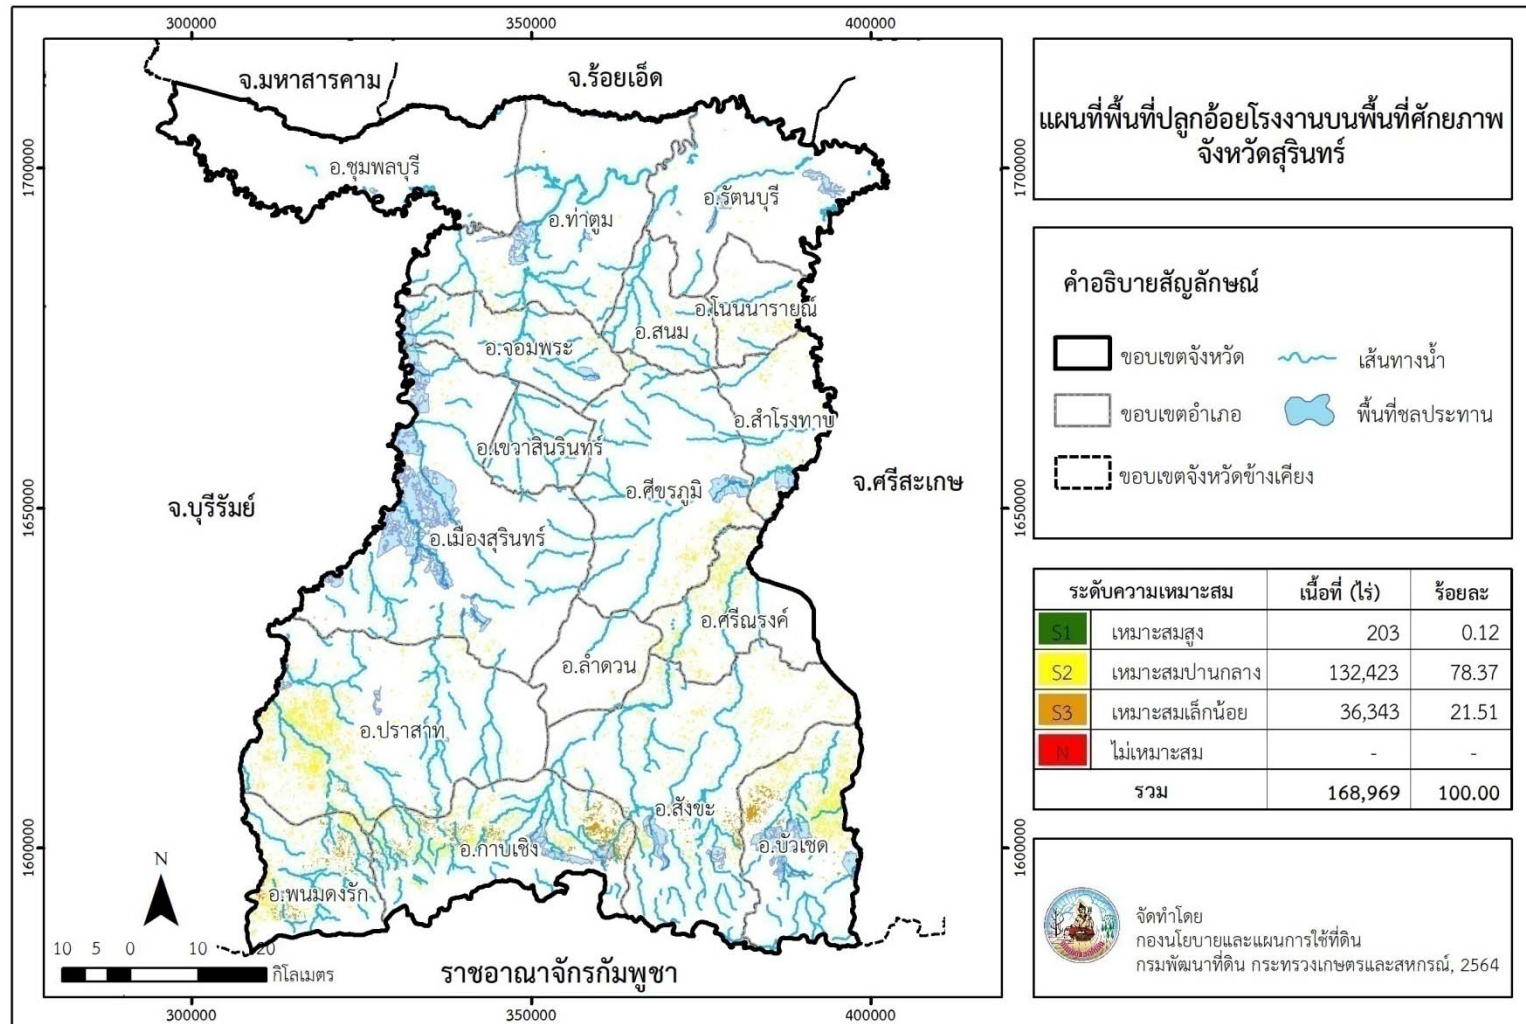 300000
350000
400000
จ.มหาสารคาม
จ.ร้อยเอ็ด
แผนที่พื้นที่ปลูกอ้อยโรงงานบนพื้นที่ศักยภาพ
จังหวัดสุรินทร์
1700000
1700000
อ.ชุมพลบุรี
อ.รัตนบุรี
อ.ท่าตูม
คำอธิบายสัญลักษณ์
อ.โนนนารายณ์
อ.สนม
อ.จอมพระ
ขอบเขตจังหวัด
เส้นทางน้ำ
ขอบเขตอำเภอ
พื้นที่ชลประทาน
ขอบเขตจังหวัดข้างเคียง
อ.สำโรงทาบ
อ.เขวาสินรินทร์
อ.ศีขรภูมิ
จ.ศรีสะเกษ
จ.บุรีรัมย์
1650000
1650000
อ.เมืองสุรินทร์
อ.ศรีณรงค์
อ.ลำดวน
อ.ปราสาท
ระดับความเหมาะสม เนื้อที่ (ไร่) ร้อยละ
S1 เหมาะสมสูง 203 0.12
S2 เหมาะสมปานกลาง 132,423 78.37
S3 เหมาะสมเล็กน้อย 36,343 21.51
N ไม่เหมาะสม - -
รวม 168,969 100.00
อ.สังขะ
อ.บัวเชด
อ.กาบเชิง
1600000
1600000
N
อ.พนมดงรัก
10 5 0 10 20
กิโลเมตร
ราชอาณาจักรกัมพูชา
จัดทำโดย
กองนโยบายและแผนการใช้ที่ดิน
กรมพัฒนาที่ดิน กระทรวงเกษตรและสหกรณ์, 2564
300000
350000
400000